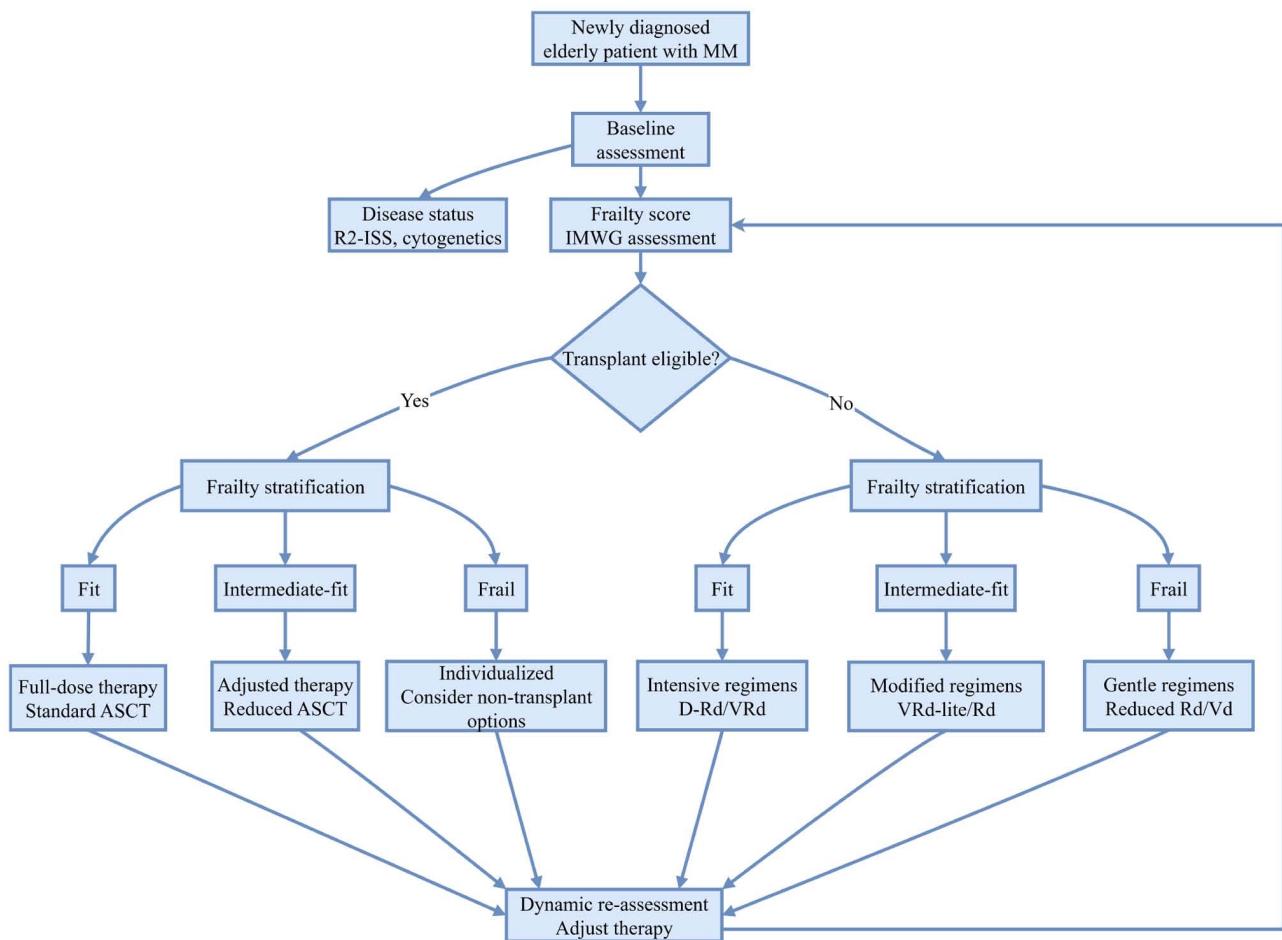 Newly diagnosed
elderly patient with MM
Baseline
assessment
Disease status
R2-ISS, cytogenetics
Frailty score
IMWG assessment
Transplant eligible?
Yes
No
Frailty stratification
Frailty stratification
Fit
Intermediate-fit
Frail
Fit
Intermediate-fit
Frail
Full-dose therapy
Standard ASCT
Adjusted therapy
Reduced ASCT
Individualized
Consider non-transplant
options
Intensive regimens
D-Rd/VRd
Modified regimens
VRd-lite/Rd
Gentle regimens
Reduced Rd/Vd
Dynamic re-assessment
Adjust therapy